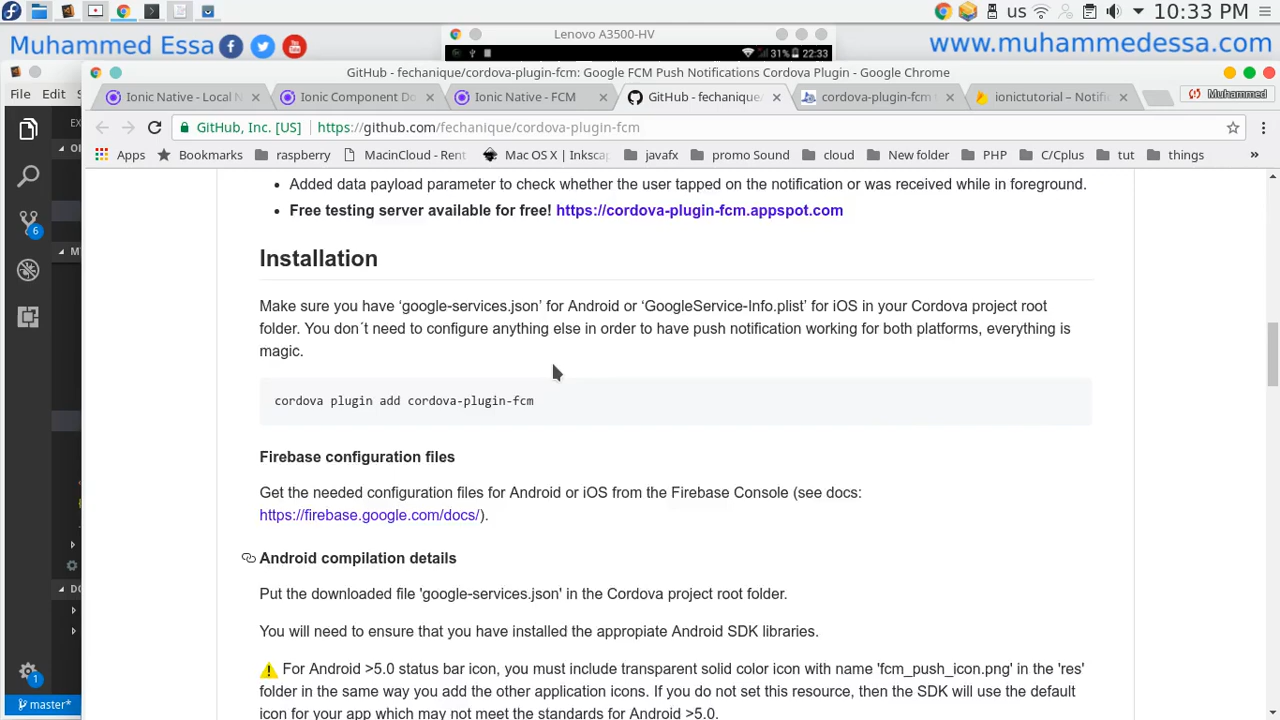 us
10:33 PM
Muhammed Essa
Lenovo A3500-HV
www.muhammedessa.com
31% 22:33
GitHub - fechanique/cordova-plugin-fcm: Google FCM Push Notifications Cordova Plugin - Google Chrome
File Edit
Ionic Native - Local N
Ionic Component Do
Ionic Native - FCM
GitHub - fechanique/
cordova-plugin-fcm
ionictutorial – Notific
Muhammed
GitHub, Inc. [US]
https://github.com/fechanique/cordova-plugin-fcm
Apps Bookmarks raspberry MacinCloud - Rent Mac OS X | Inksca javafx promo Sound cloud New folder PHP C/Cplus tut things »
EX
Added data payload parameter to check whether the user tapped on the notification or was received while in foreground.
Free testing server available for free! https://cordova-plugin-fcm.appspot.com
6
Installation
Make sure you have ‘google-services.json’ for Android or ‘GoogleService-Info.plist’ for iOS in your Cordova project root
folder. You don´t need to configure anything else in order to have push notification working for both platforms, everything is
magic.
cordova plugin add cordova-plugin-fcm
Firebase configuration files
Get the needed configuration files for Android or iOS from the Firebase Console (see docs:
https://firebase.google.com/docs/).
Android compilation details
Put the downloaded file 'google-services.json' in the Cordova project root folder.
You will need to ensure that you have installed the appropiate Android SDK libraries.
For Android >5.0 status bar icon, you must include transparent solid color icon with name 'fcm_push_icon.png' in the 'res'
folder in the same way you add the other application icons. If you do not set this resource, then the SDK will use the default
icon for your app which may not meet the standards for Android >5.0.
1
master*